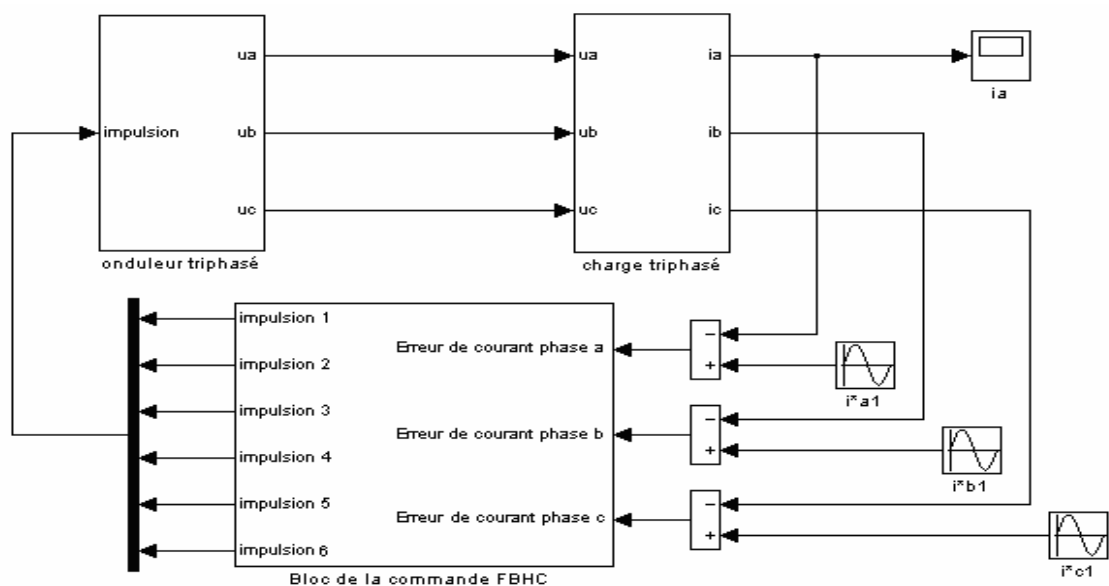 ua
ua
ia
ia
impulsion
ub
ub
ib
uc
uc
ic
onduleur triphasé
charge triphasé
impulsion 1
impulsion 2
impulsion 3
impulsion 4
impulsion 5
impulsion 6
Erreur de courant phase a
Erreur de courant phase b
Erreur de courant phase c
−
+
−
+
−
+
i*a1
i*b1
i*c1
Bloc de la commande FBHC